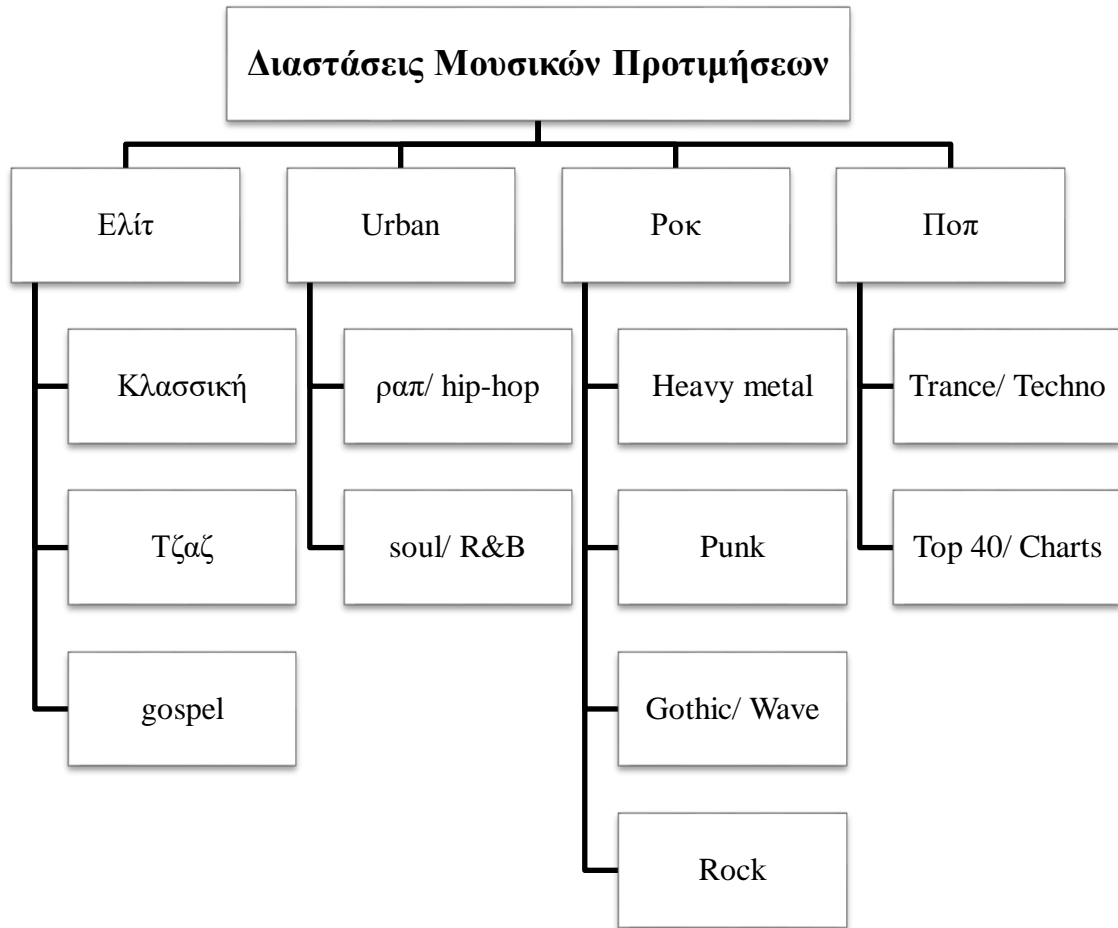 Διαστάσεις Μουσικών Προτιμήσεων
Ελίτ
Κλασσική
Τζαζ
gospel
Urban
ραπ/ hip-hop
soul/ R&B
Ροκ
Heavy metal
Punk
Gothic/ Wave
Rock
Ποπ
Trance/ Techno
Top 40/ Charts